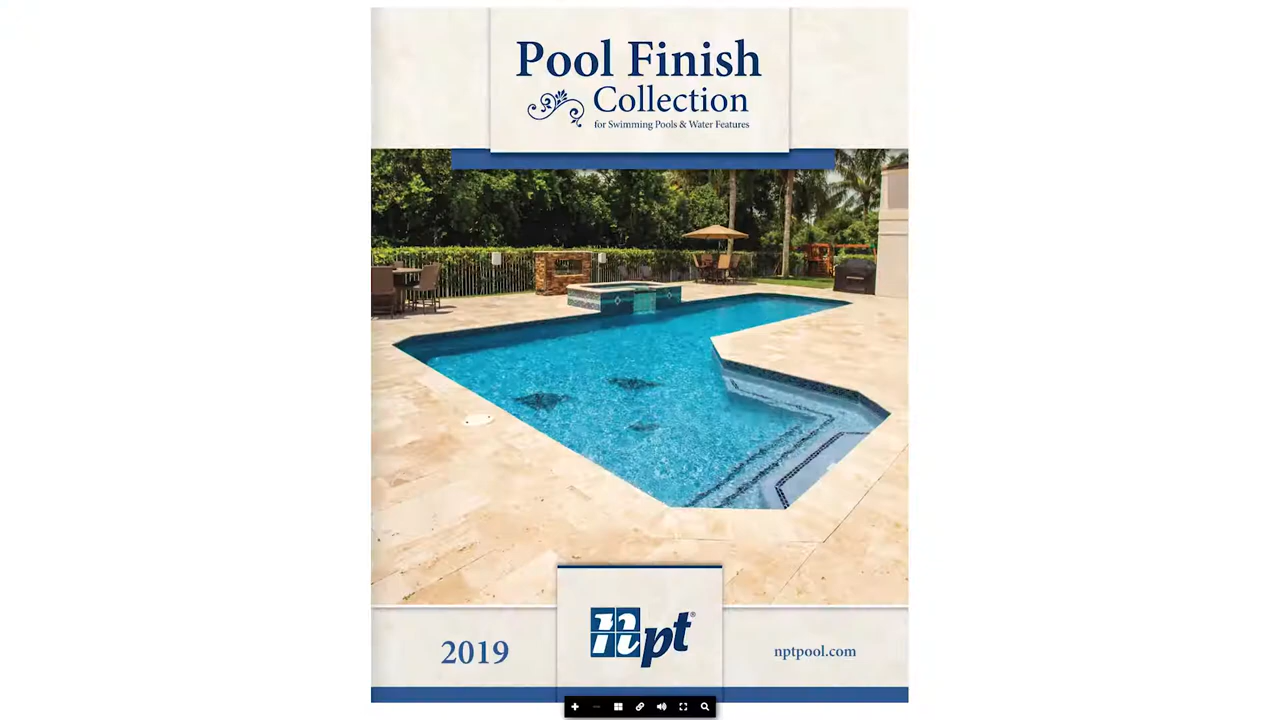 Pool Finish
Collection
for Swimming Pools & Water Features
2019
npt®
nptpool.com